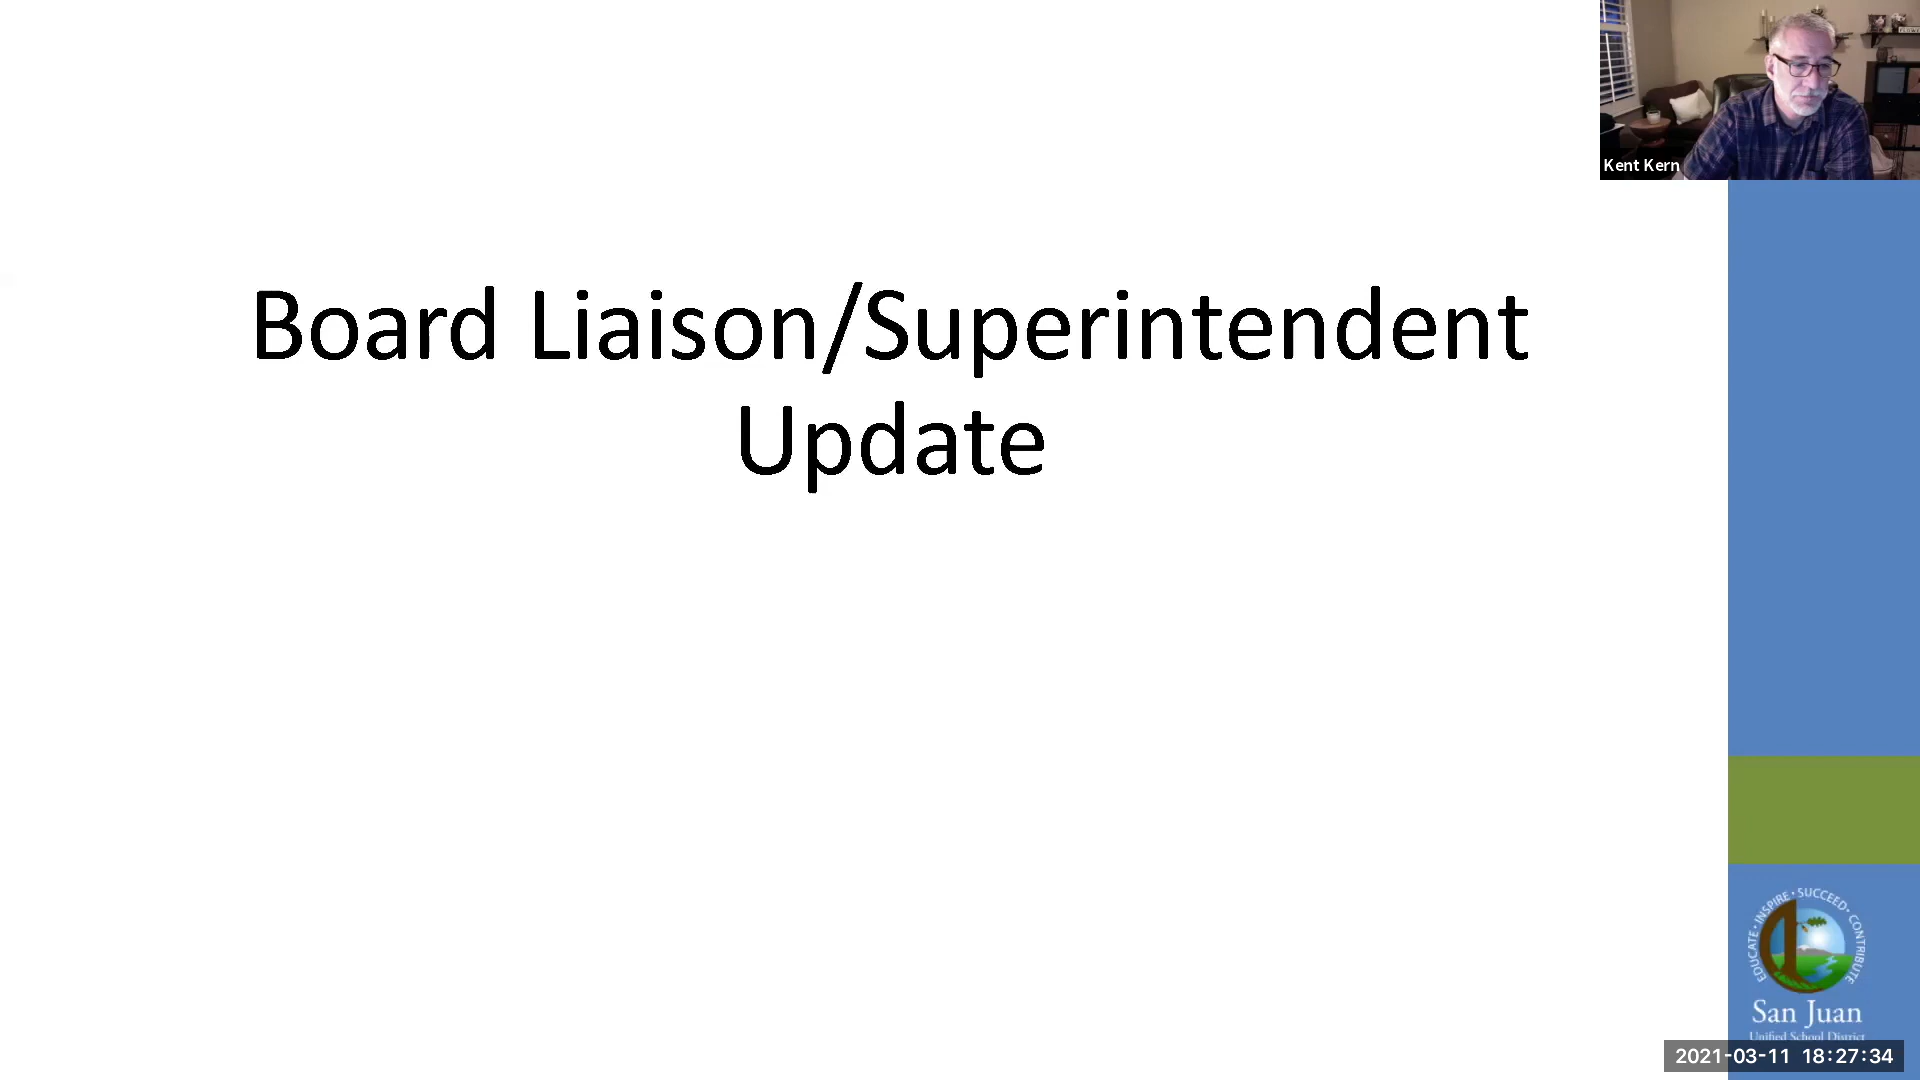 Kent Kern
Board Liaison/Superintendent
Update
EDUCATE • INSPIRE • SUCCEED • CONTRIBUTE
San Juan
Unified School District
2021-03-11 18:27:34